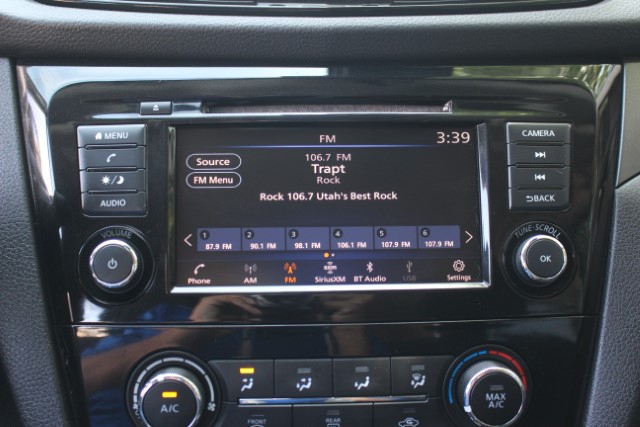 MENU
AUDIO
VOLUME
FM
3:39
Source
FM Menu
106.7 FM
Trapt
Rock
Rock 106.7 Utah's Best Rock
1 2 3 4 5 6
87.9 FM 90.1 FM 98.1 FM 106.1 FM 107.9 FM 107.9 FM
Phone AM FM SiriusXM BT Audio USB Settings
CAMERA
BACK
TUNE·SCROLL
OK
A/C
FRONT
REAR
MAX
A/C